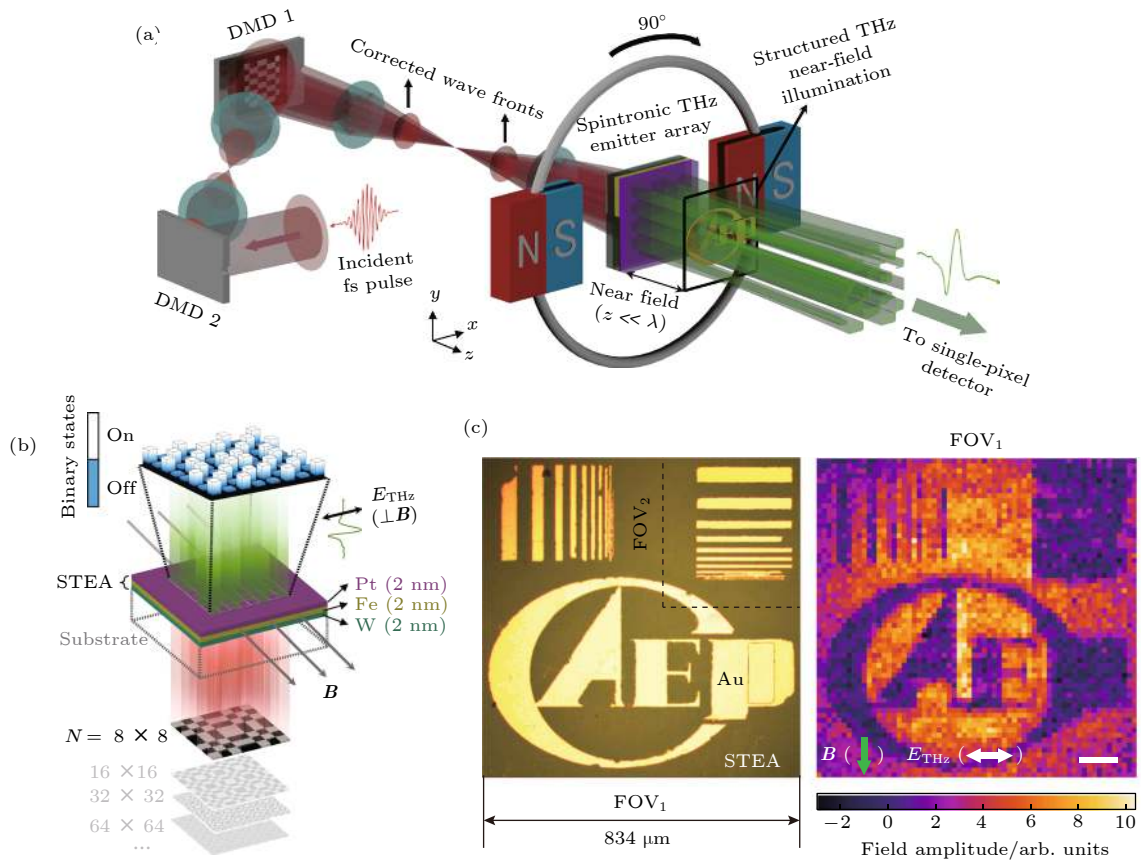 (a)
DMD 1
Corrected wave fronts
90°
Structured THz
near-field
illumination
Spintronic THz
emitter array
N
S
N
S
CAEP
Incident
fs pulse
DMD 2
y
x
z
Near field
(z << λ)
To single-pixel
detector
(b)
Binary states
On
Off
E_THz
(⊥B)
STEA
Pt (2 nm)
Fe (2 nm)
W (2 nm)
Substrate
B
N = 8 × 8
16 × 16
32 × 32
64 × 64
...
(c)
FOV₂
CAEP
Au
STEA
FOV₁
834 μm
FOV₁
B ( ) E_THz ( )
−2 0 2 4 6 8 10
Field amplitude/arb. units